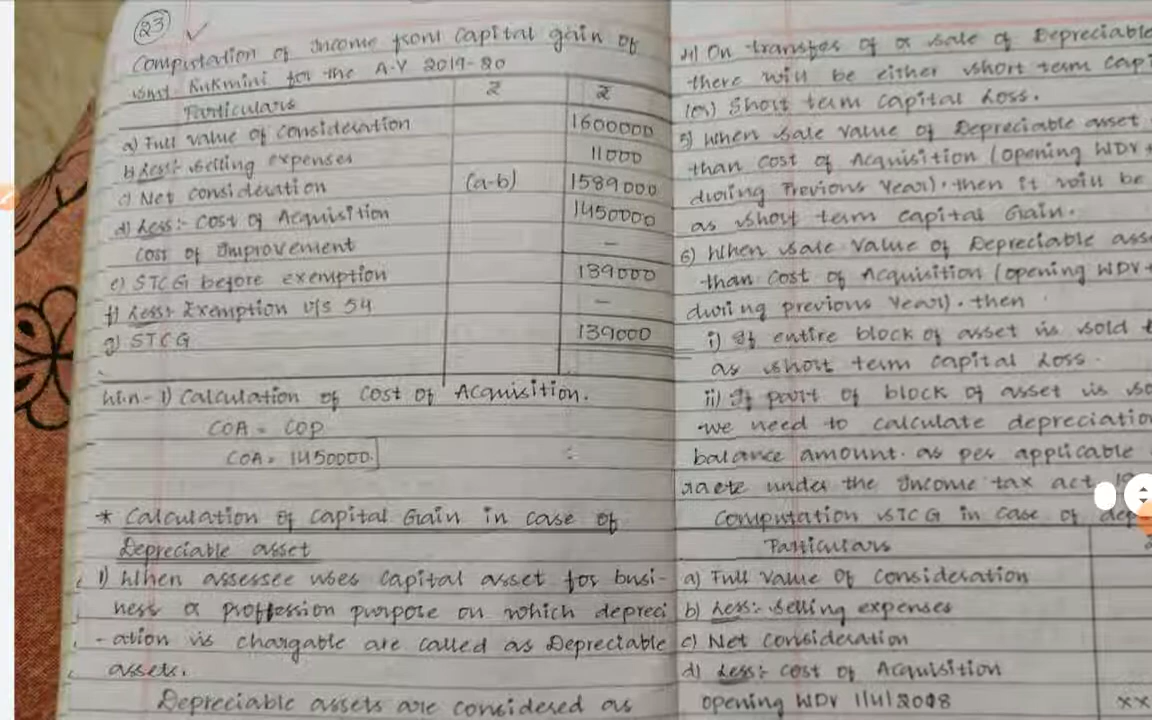 23
Computation of Income from Capital gain of
smt. Rukmini for the A.Y 2019-20
Particulars ₹ ₹
a) Full value of consideration 1600000
b) Less:- selling expenses 11000
c) Net consideration (a-b) 1589000
d) Less:- Cost of Acquisition 1450000
Cost of Improvement —
e) STCG before exemption 139000
f) Less: Exemption U/S 54 —
g) STCG 139000
W.n-1) Calculation of Cost of Acquisition.
COA = COP
COA = 1450000.
* Calculation of Capital Gain in case of
Depreciable asset
1) When assessee uses capital asset for busi-
ness or proffession purpose on which depreci
-ation is chargable are called as Depreciable
assets.
Depreciable assets are considered as
4) On transfer of or sale of Depreciable
there will be either short term Capi
(or) Short term Capital Loss.
5) When sale value of Depreciable asset
than cost of Acquisition (opening WDV +
during Previous Year). then it will be
as short term Capital Gain.
6) When sale Value of Depreciable asse
than cost of Acquisition (opening WDV+
during previous Year). then
i) If entire block of asset is sold t
as short term capital Loss.
ii) If part of block of asset is so
we need to calculate depreciatio
balance amount. as per applicable
under the Income tax act. 19
Computation STCG in case of dep
Particulars
a) Full Value Of Consideration
b) Less:- Selling expenses
c) Net Consideration
d) Less:- Cost of Acquisition
opening WDV 1/4/2018 xx